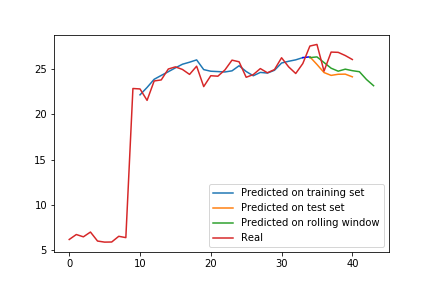 25
20
15
10
5
0
10
20
30
40
Predicted on training set
Predicted on test set
Predicted on rolling window
Real